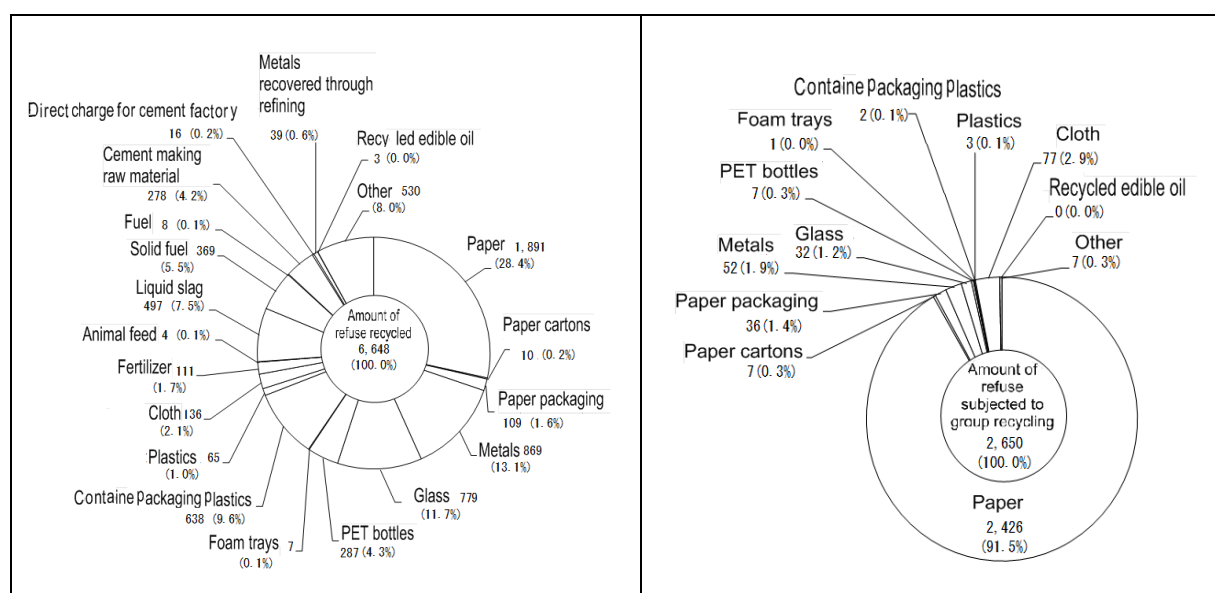 Metals
recovered through
refining
39(0.6%)
Direct charge for cement factory
16 (0.2%)
Recy led edible oil
3 (0.0%)
Cement making
raw material
278 (4.2%)
Other 530
(8.0%)
Fuel 8 (0.1%)
Paper 1,891
(28.4%)
Solid fuel 369
(5.5%)
Liquid slag
497 (7.5%)
Amount of
refuse recycled
6,648
(100.0%)
Paper cartons
10 (0.2%)
Animal feed 4 (0.1%)
Fertilizer 111
(1.7%)
Paper packaging
109 (1.6%)
Cloth 136
(2.1%)
Metals 869
(13.1%)
Plastics 65
(1.0%)
Containe packaging plastics
638 (9.6%)
Glass 779
(11.7%)
Foam trays 7
(0.1%)
PET bottles
287(4.3%)
Containe packaging plastics
2(0.1%)
Foam trays
1(0.0%)
Plastics
3(0.1%)
Cloth
77(2.9%)
PET bottles
7(0.3%)
Recycled edible oil
0(0.0%)
Glass
32(1.2%)
Metals
52(1.9%)
Other
7(0.3%)
Paper packaging
36(1.4%)
Paper cartons
7(0.3%)
Amount of
refuse
subjected to
group recycling
2,650
(100.0%)
Paper
2,426
(91.5%)